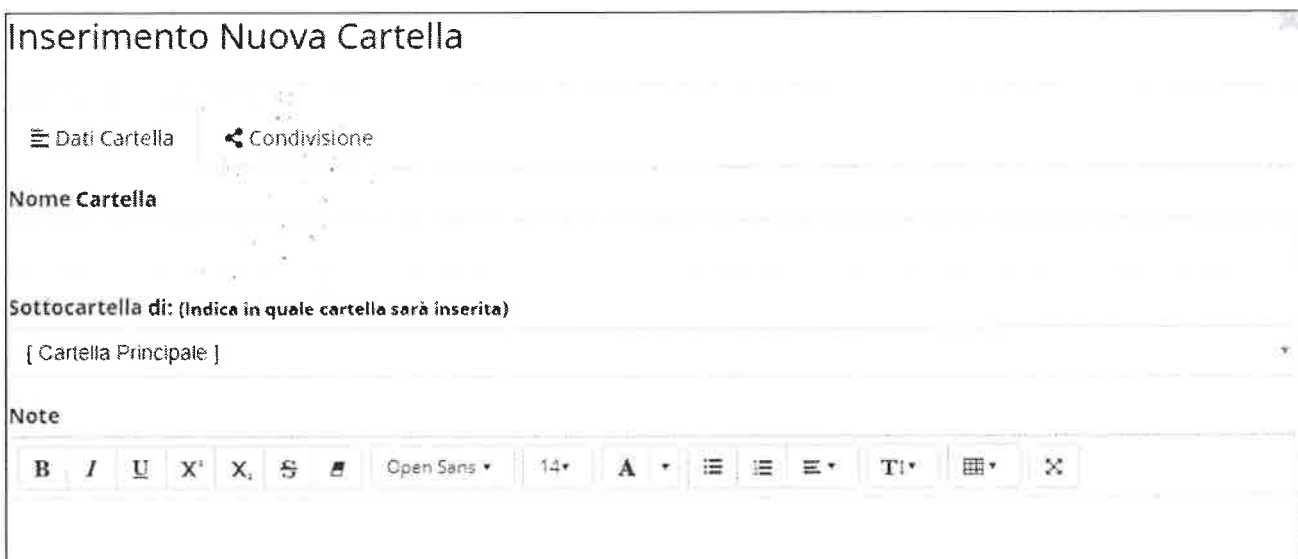 Inserimento Nuova Cartella
Dati Cartella Condivisione
Nome Cartella
Sottocartella di: (Indica in quale cartella sarà inserita)
[ Cartella Principale ]
Note
B I U X¹ X, S Open Sans 14 A T